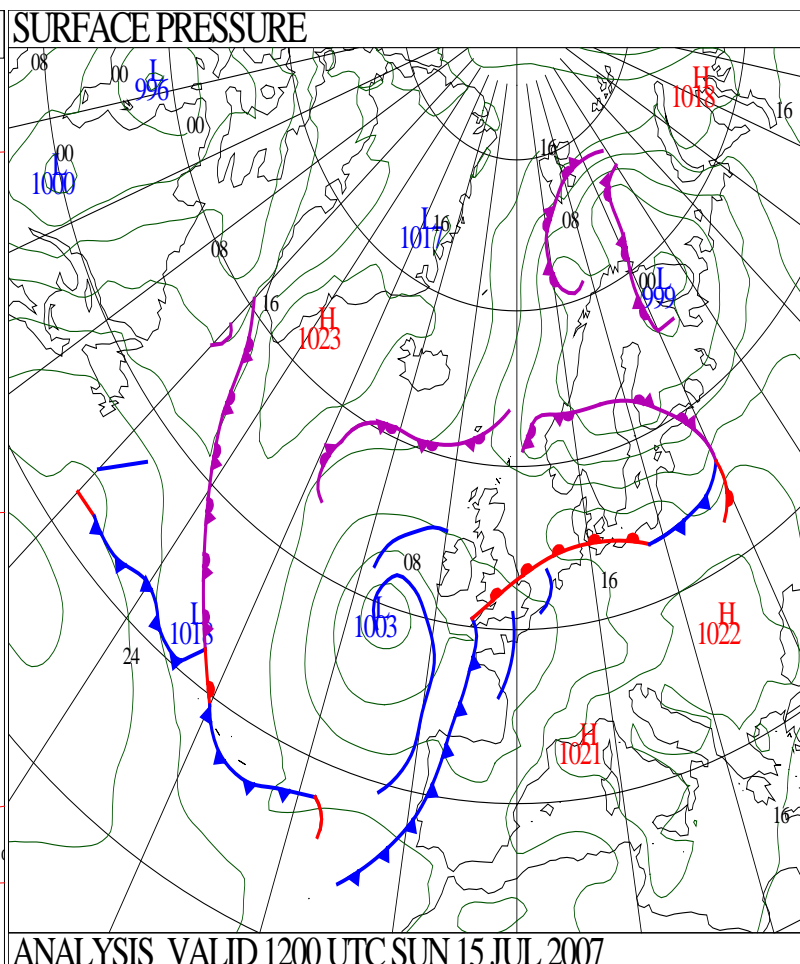 SURFACE PRESSURE
08
00
L
996
H
1018
16
00
00
L
1000
16
L
1017
16
08
08
00
L
999
16
H
1023
08
16
L
1003
L
1013
H
1022
24
H
1021
16
ANALYSIS VALID 1200 UTC SUN 15 JUL 2007